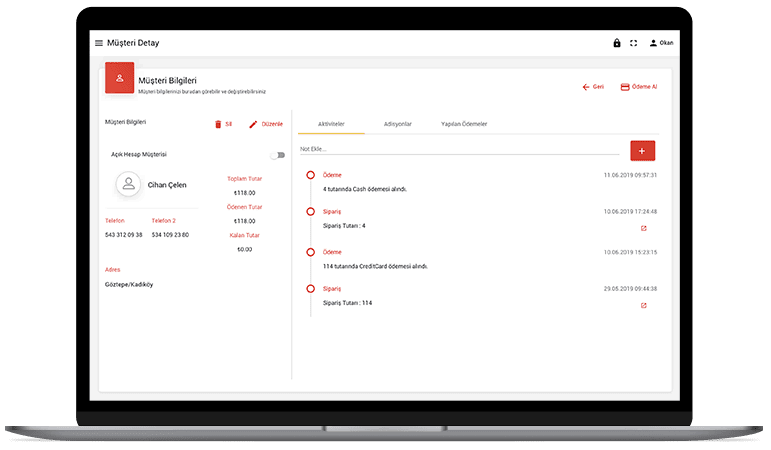 Müşteri Detay
Okan
Müşteri Bilgileri
Müşteri bilgilerinizi buradan görebilir ve değiştirebilirsiniz
Geri
Ödeme Al
Müşteri Bilgileri
Sil
Düzenle
Açık Hesap Müşterisi
Cihan Çelen
Toplam Tutar
₺118.00
Ödenen Tutar
₺118.00
Kalan Tutar
₺0.00
Telefon
Telefon 2
543 312 09 38
534 109 23 80
Adres
Göztepe/Kadıköy
Aktiviteler
Adisyonlar
Yapılan Ödemeler
Not Ekle...
Ödeme
11.06.2019 09:57:31
4 tutarında Cash ödemesi alındı.
Sipariş
10.06.2019 17:24:48
Sipariş Tutarı : 4
Ödeme
10.06.2019 15:23:15
114 tutarında CreditCard ödemesi alındı.
Sipariş
29.05.2019 09:44:38
Sipariş Tutarı : 114